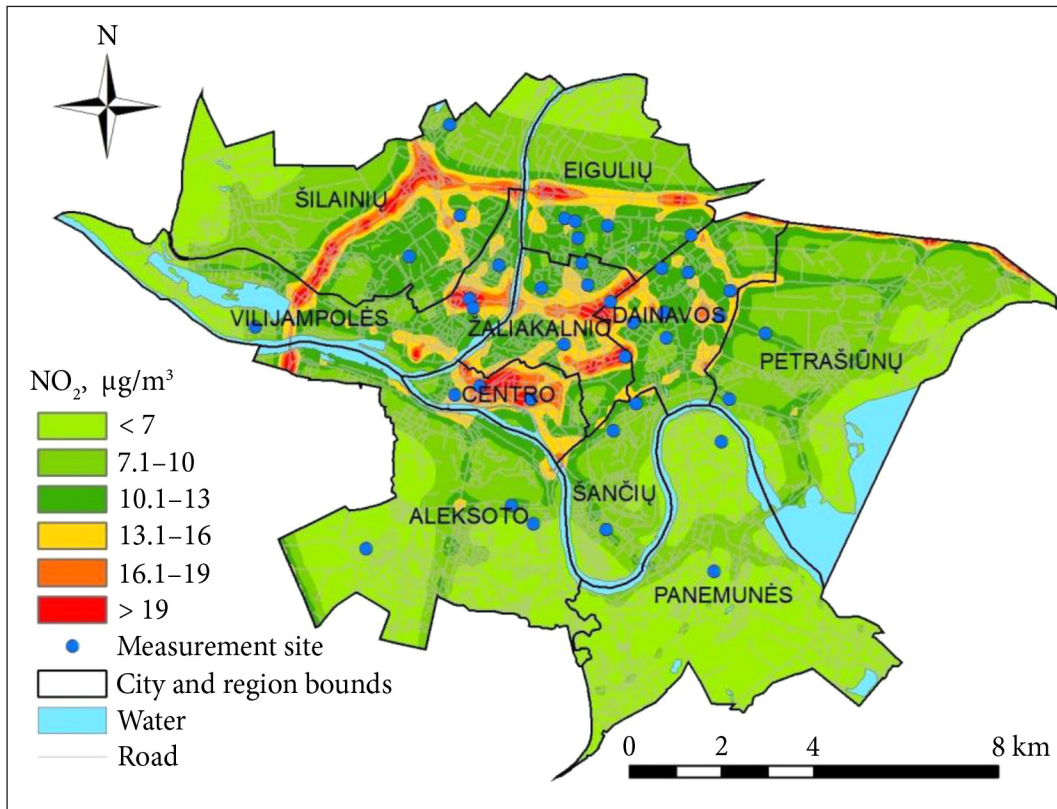 N
EIGULIŲ
ŠILAINIŲ
VILIJAMPOLĖS
ŽALIAKALNIO
DAINAVOS
PETRAŠIŪNŲ
CENTRO
ŠANČIŲ
ALEKSOTO
PANEMUNĖS
NO₂, µg/m³
< 7
7.1–10
10.1–13
13.1–16
16.1–19
> 19
Measurement site
City and region bounds
Water
Road
0 2 4 8 km